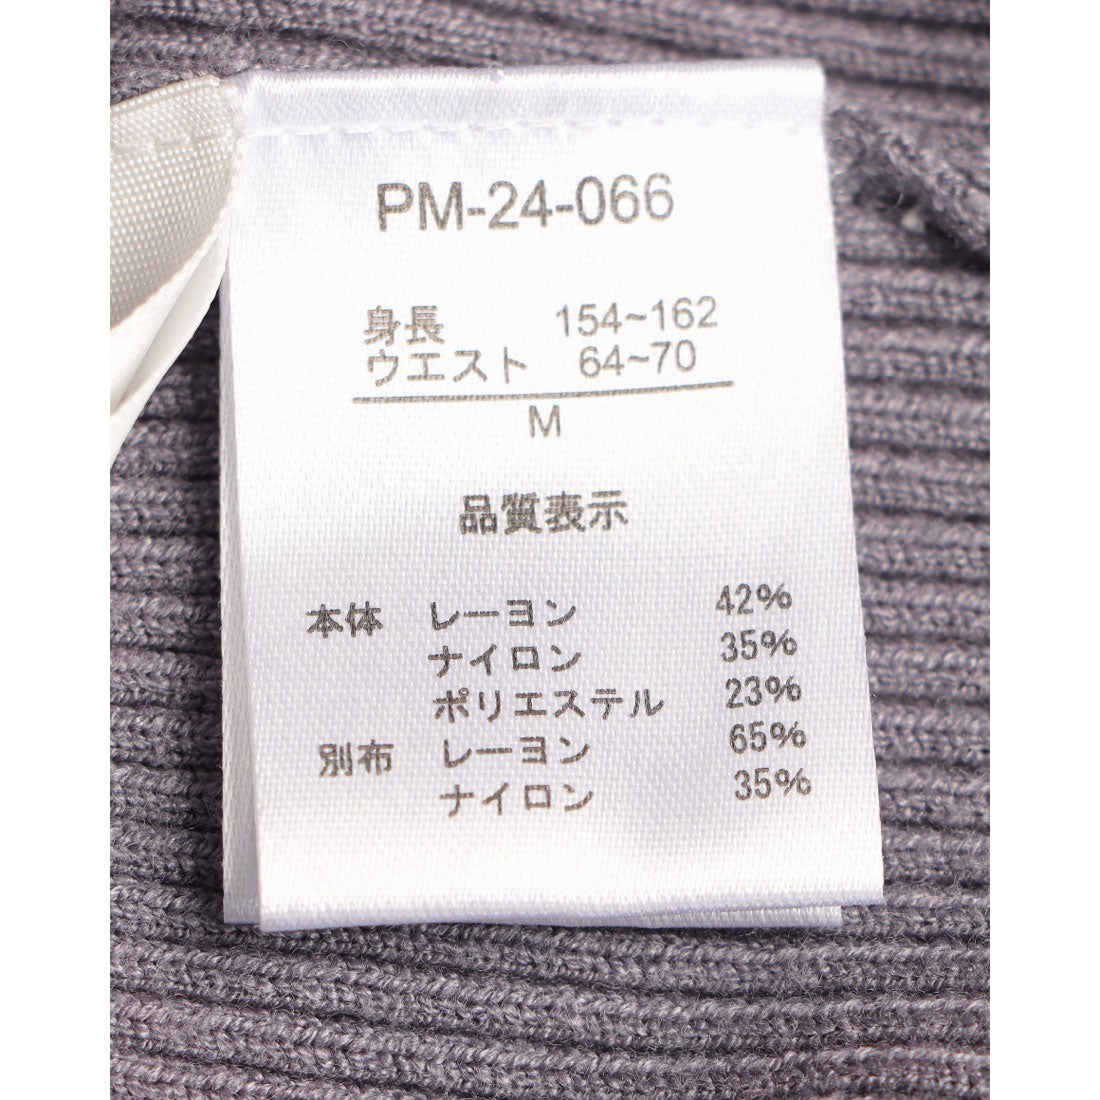 PM-24-066
身長 154~162
ウエスト 64~70
M
品質表示
本体 レーヨン 42%
ナイロン 35%
ポリエステル 23%
別布 レーヨン 65%
ナイロン 35%